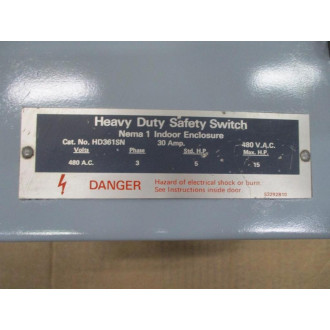 Heavy Duty Safety Switch
Nema 1 Indoor Enclosure
Cat. No. HD361SN 30 Amp. 480 V.A.C.
Volts Phase Std. H.P. Max. H.P.
480 A.C. 3 5 15
DANGER
Hazard of electrical shock or burn.
See Instructions inside door